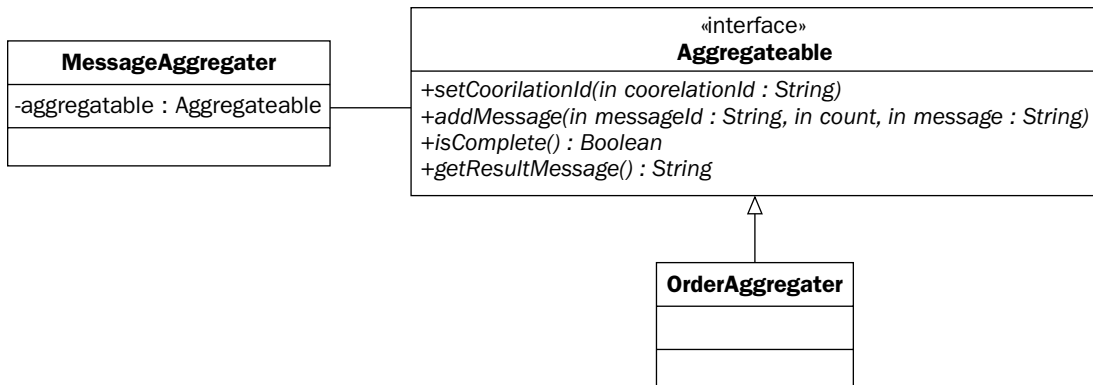 MessageAggregater
-aggregatable : Aggregateable
«interface»
Aggregateable
+setCoorilationId(in coorelationId : String)
+addMessage(in messageId : String, in count, in message : String)
+isComplete() : Boolean
+getResultMessage() : String
OrderAggregater